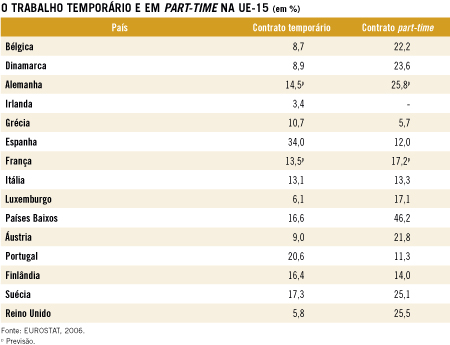 O TRABALHO TEMPORÁRIO E EM PART-TIME NA UE-15 (em %)
País Contrato temporário Contrato part-time
Bélgica 8,7 22,2
Dinamarca 8,9 23,6
Alemanha 14,5ᵖ 25,8ᵖ
Irlanda 3,4 -
Grécia 10,7 5,7
Espanha 34,0 12,0
França 13,5ᵖ 17,2ᵖ
Itália 13,1 13,3
Luxemburgo 6,1 17,1
Países Baixos 16,6 46,2
Áustria 9,0 21,8
Portugal 20,6 11,3
Finlândia 16,4 14,0
Suécia 17,3 25,1
Reino Unido 5,8 25,5
Fonte: EUROSTAT, 2006.
ᵖ Previsão.